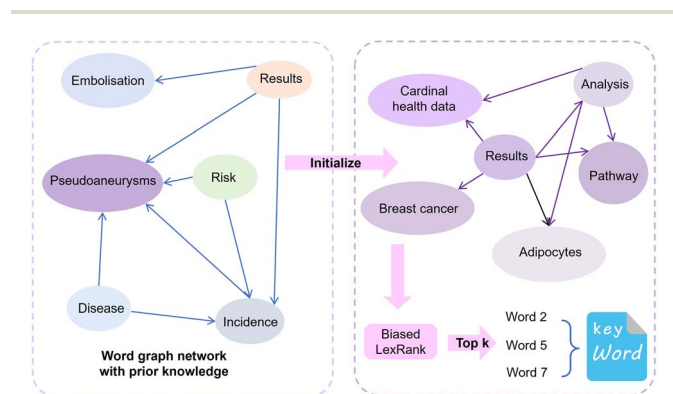 Embolisation
Results
Pseudoaneurysms
Risk
Disease
Incidence
Word graph network
with prior knowledge
Initialize
Cardinal
health data
Analysis
Results
Pathway
Breast cancer
Adipocytes
Biased
LexRank
Top k
Word 2
Word 5
Word 7
key
Word